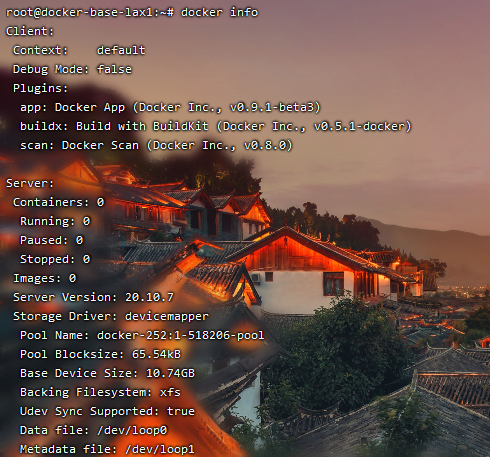 root@docker-base-lax1:~# docker info
Client:
Context:    default
Debug Mode: false
Plugins:
app: Docker App (Docker Inc., v0.9.1-beta3)
buildx: Build with BuildKit (Docker Inc., v0.5.1-docker)
scan: Docker Scan (Docker Inc., v0.8.0)
Server:
Containers: 0
Running: 0
Paused: 0
Stopped: 0
Images: 0
Server Version: 20.10.7
Storage Driver: devicemapper
Pool Name: docker-252:1-518206-pool
Pool Blocksize: 65.54kB
Base Device Size: 10.74GB
Backing Filesystem: xfs
Udev Sync Supported: true
Data file: /dev/loop0
Metadata file: /dev/loop1